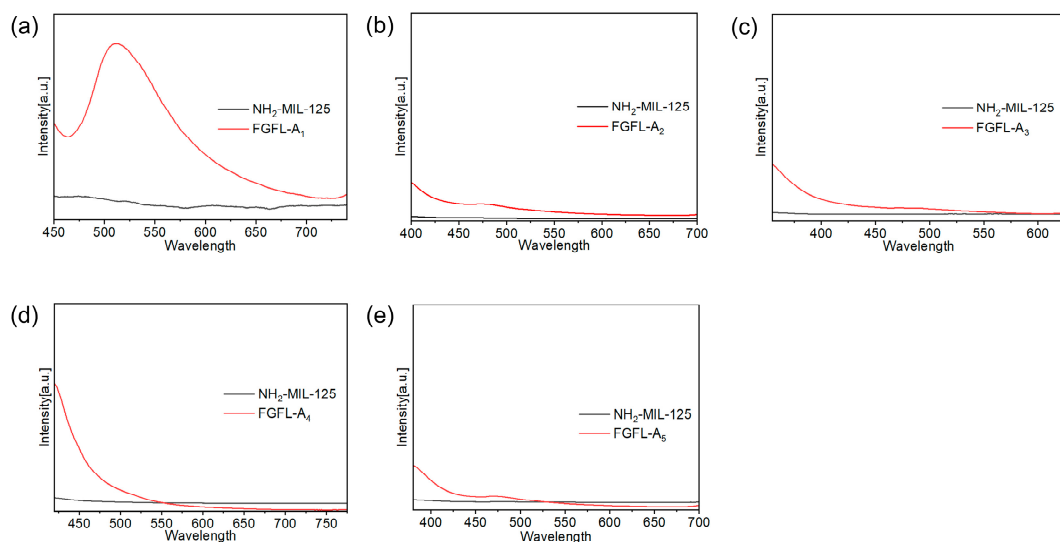 (a)
Intensity[a.u.]
NH₂-MIL-125
FGFL-A₁
450 500 550 600 650 700
Wavelength
(b)
Intensity[a.u.]
NH₂-MIL-125
FGFL-A₂
400 450 500 550 600 650 700
Wavelength
(c)
Intensity[a.u.]
NH₂-MIL-125
FGFL-A₃
400 450 500 550 600
Wavelength
(d)
Intensity[a.u.]
NH₂-MIL-125
FGFL-A₄
450 500 550 600 650 700 750
Wavelength
(e)
Intensity[a.u.]
NH₂-MIL-125
FGFL-A₅
400 450 500 550 600 650 700
Wavelength